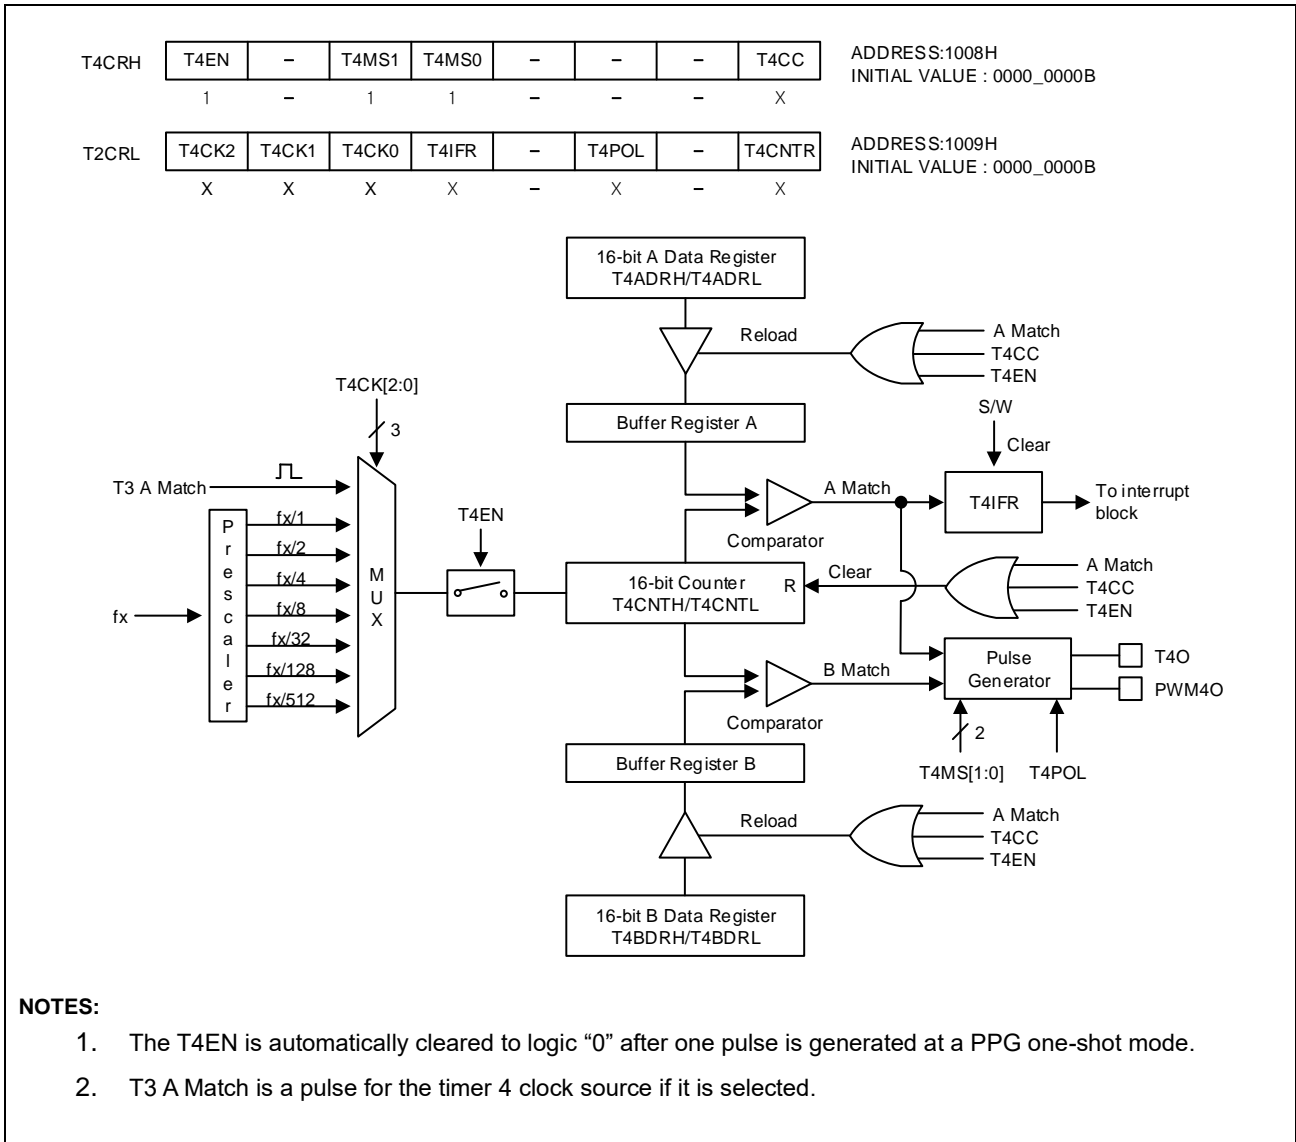 T4CRH T4EN – T4MS1 T4MS0 – – – T4CC ADDRESS:1008H
INITIAL VALUE : 0000_0000B
1 – 1 1 – – – X
T2CRL T4CK2 T4CK1 T4CK0 T4IFR – T4POL – T4CNTR ADDRESS:1009H
INITIAL VALUE : 0000_0000B
X X X X – X – X
16-bit A Data Register
T4ADRH/T4ADRL
Reload
A Match
T4CC
T4EN
T4CK[2:0]
3
Buffer Register A
S/W
Clear
T3 A Match
A Match
T4IFR
To interrupt
block
Prescaler
fx/1
fx/2
fx/4
fx/8
fx/32
fx/128
fx/512
fx
MUX
T4EN
Comparator
16-bit Counter
T4CNTH/T4CNTL
R
Clear
A Match
T4CC
T4EN
B Match
Comparator
Pulse
Generator
T4O
PWM4O
2
T4MS[1:0] T4POL
Buffer Register B
Reload
A Match
T4CC
T4EN
16-bit B Data Register
T4BDRH/T4BDRL
NOTES:
1. The T4EN is automatically cleared to logic “0” after one pulse is generated at a PPG one-shot mode.
2. T3 A Match is a pulse for the timer 4 clock source if it is selected.